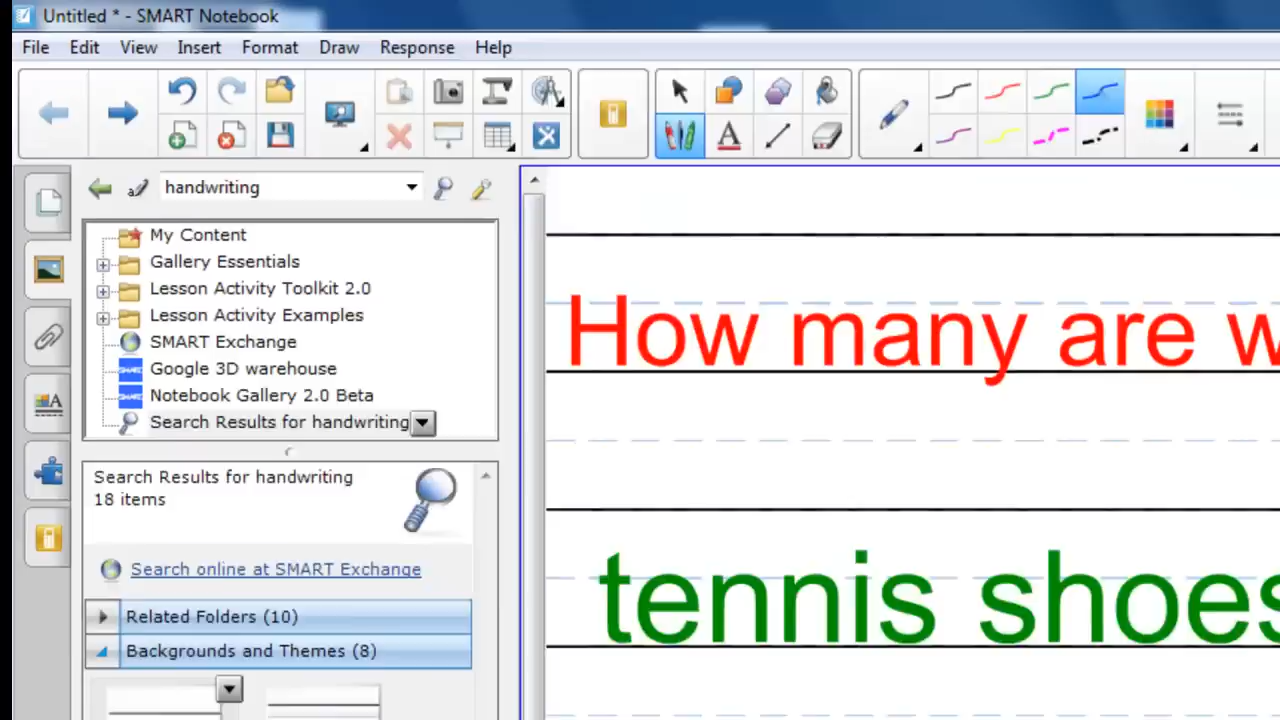 Untitled * - SMART Notebook
File Edit View Insert Format Draw Response Help
handwriting
My Content
Gallery Essentials
Lesson Activity Toolkit 2.0
Lesson Activity Examples
SMART Exchange
Google 3D warehouse
Notebook Gallery 2.0 Beta
Search Results for handwriting
Search Results for handwriting
18 items
Search online at SMART Exchange
Related Folders (10)
Backgrounds and Themes (8)
How many are w
tennis shoes